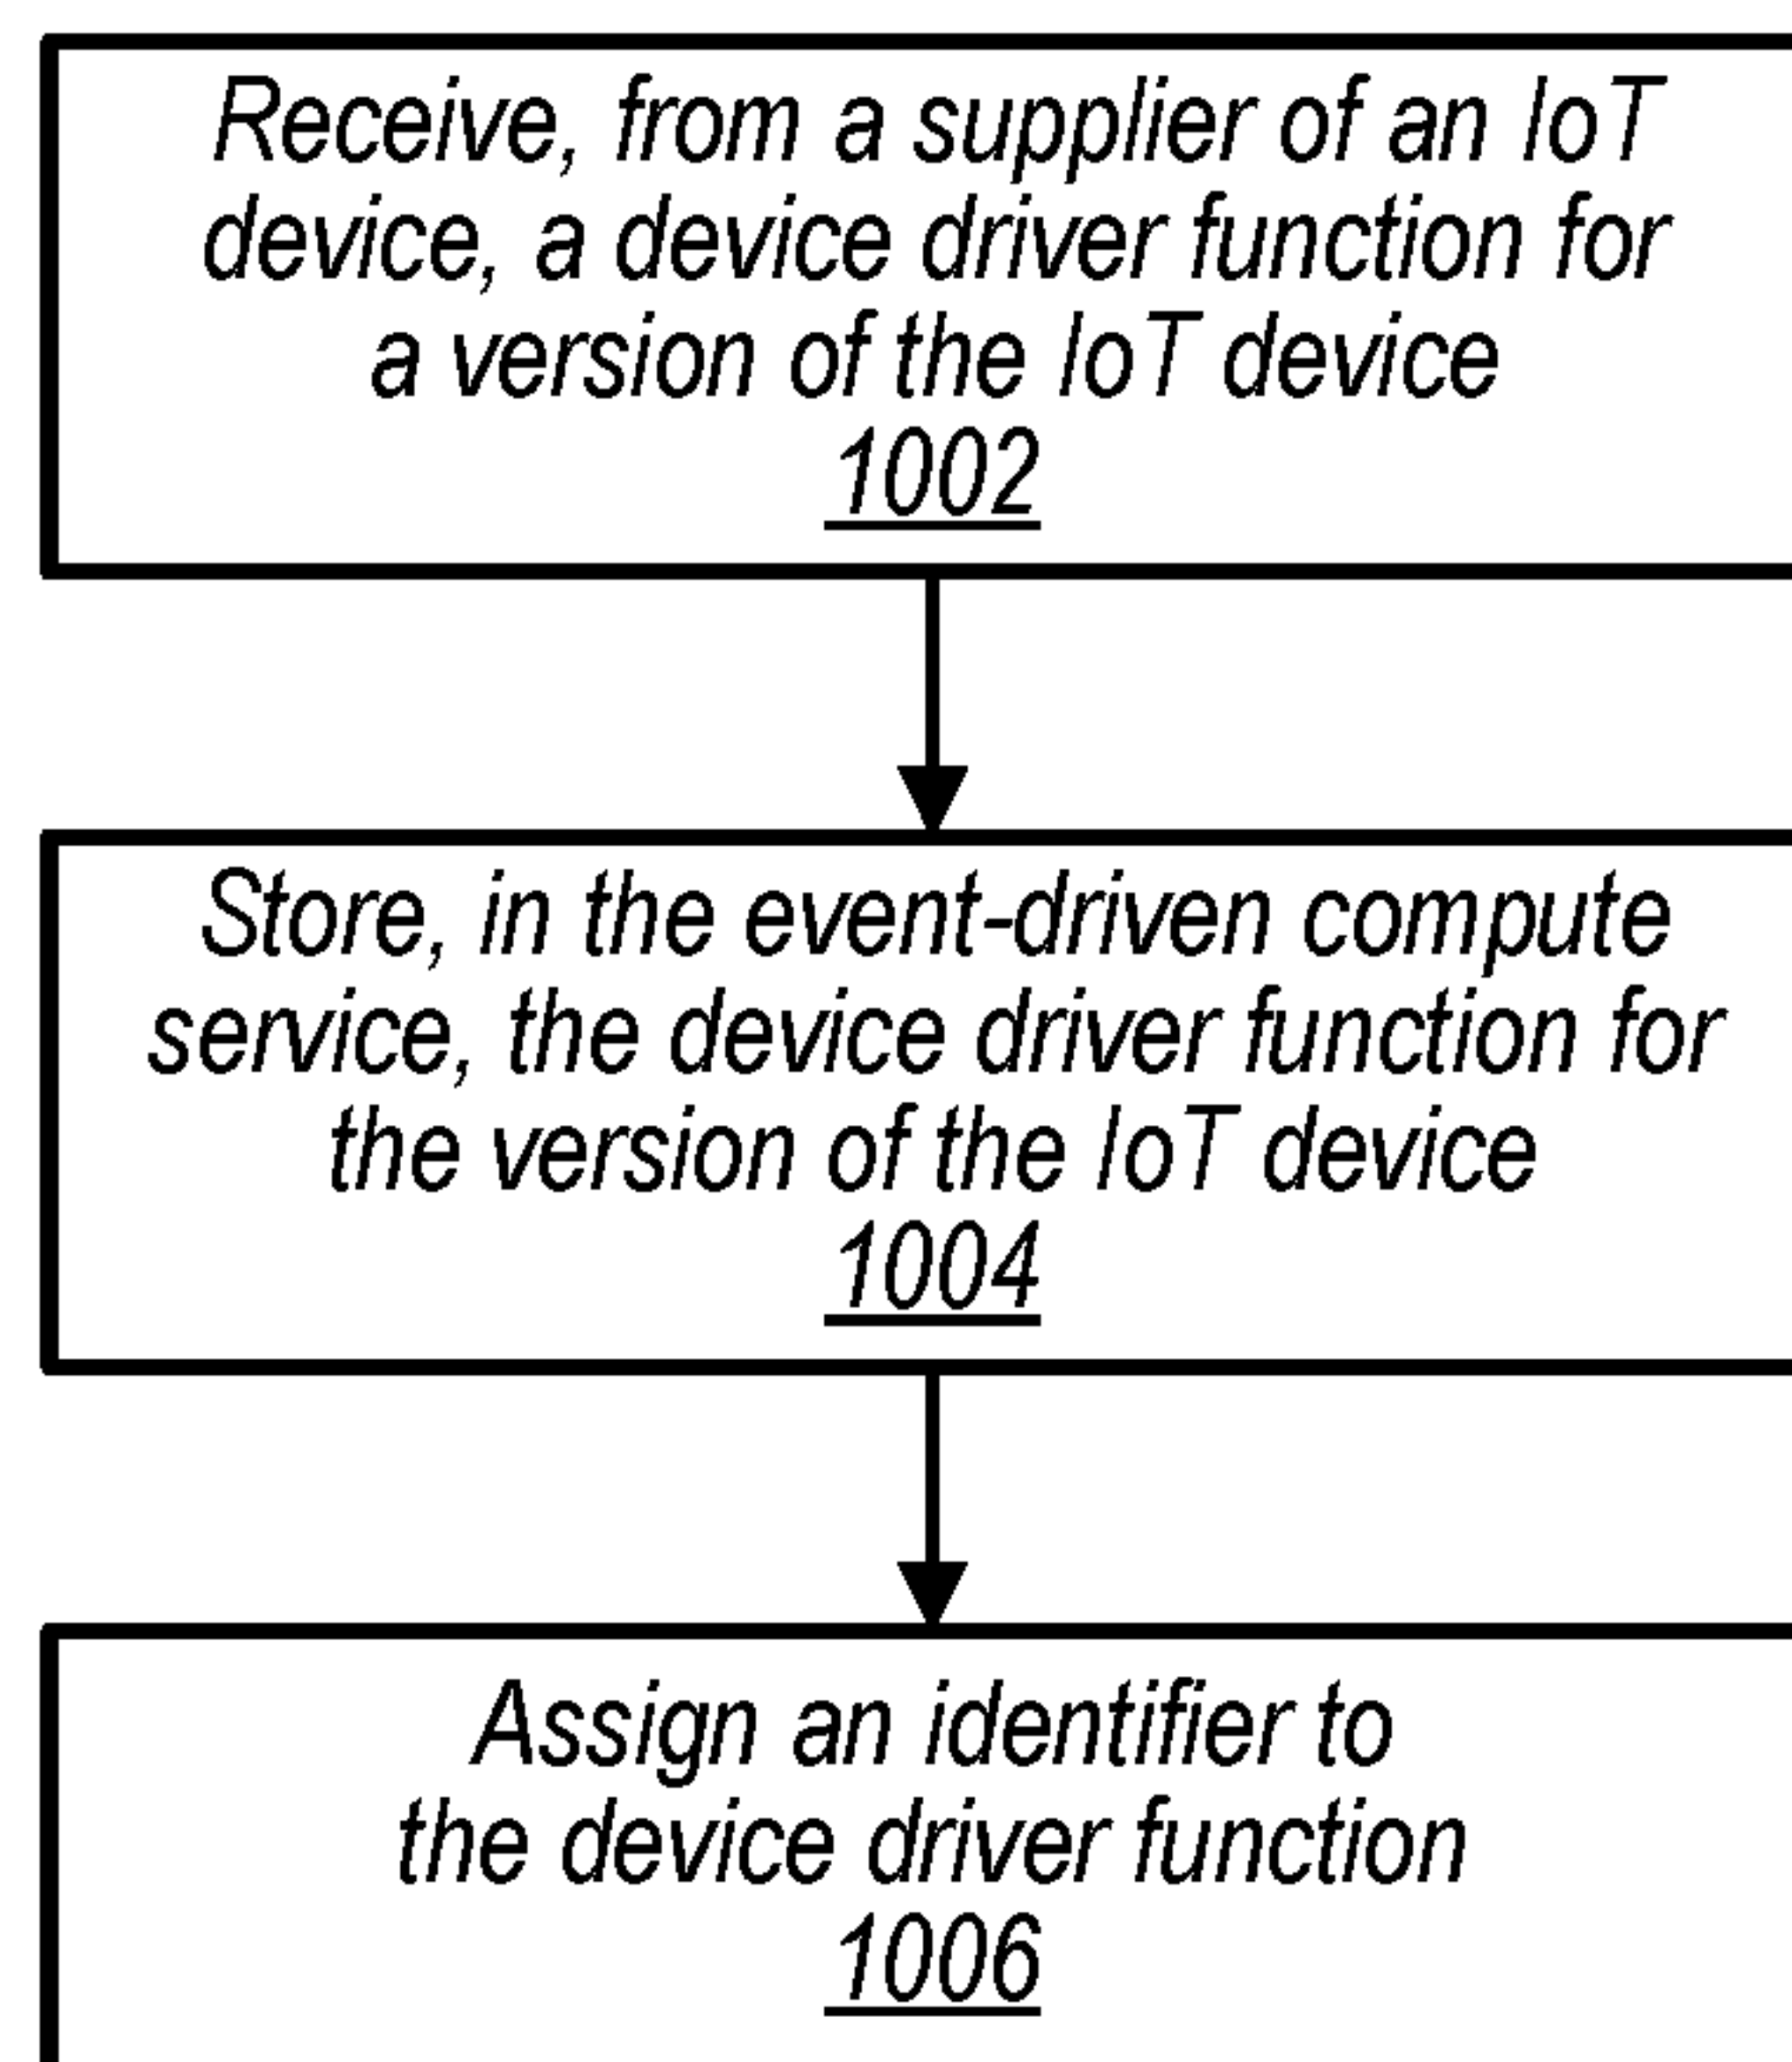 Receive, from a supplier of an IoT
device, a device driver function for
a version of the IoT device
1002
Store, in the event-driven compute
service, the device driver function for
the version of the IoT device
1004
Assign an identifier to
the device driver function
1006